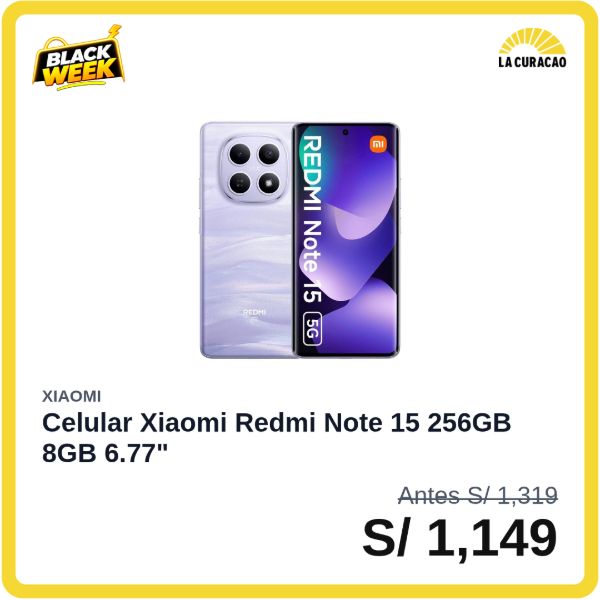 BLACK
WEEK
LA CURACAO
REDMI Note 15 5G
mi
REDMI
XIAOMI
Celular Xiaomi Redmi Note 15 256GB
8GB 6.77"
Antes S/ 1,319
S/ 1,149